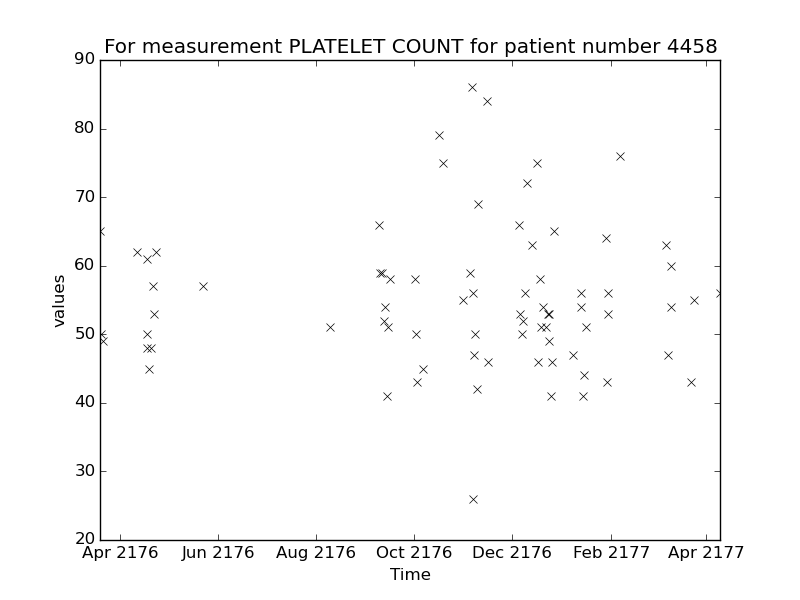 For measurement PLATELET COUNT for patient number 4458
90
80
70
60
50
40
30
20
values
Apr 2176 Jun 2176 Aug 2176 Oct 2176 Dec 2176 Feb 2177 Apr 2177
Time